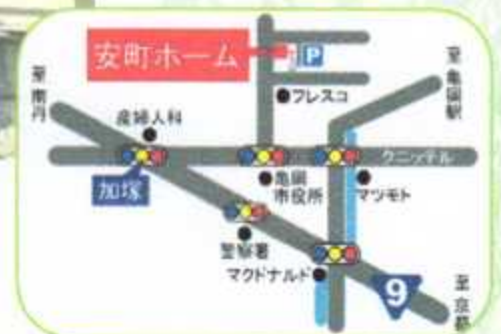 安町ホーム
P
至亀岡駅
至南丹
フレスコ
産婦人科
クニッテル
加塚
亀岡
市役所
マツモト
警察署
マクドナルド
9
至京都